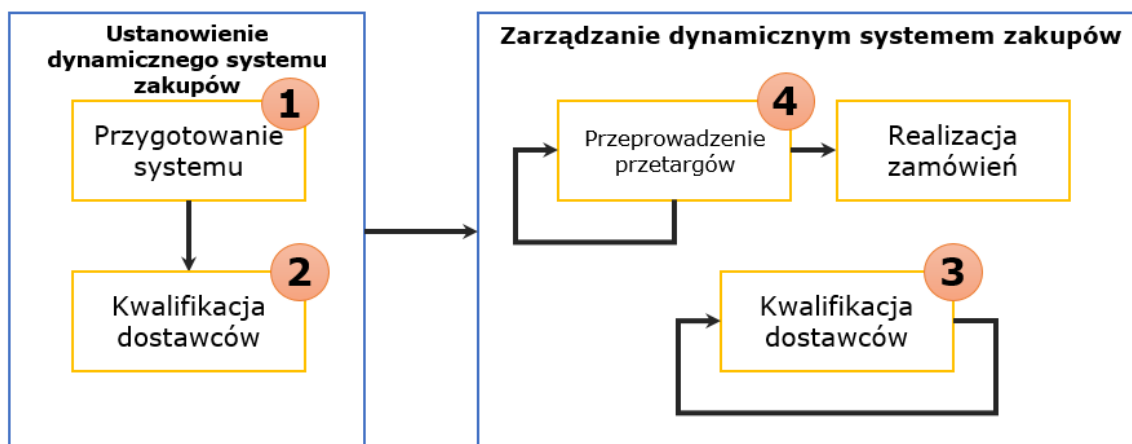 Ustanowienie
dynamicznego systemu
zakupów
1
Przygotowanie
systemu
2
Kwalifikacja
dostawców
Zarządzanie dynamicznym systemem zakupów
4
Przeprowadzenie
przetargów
Realizacja
zamówień
3
Kwalifikacja
dostawców